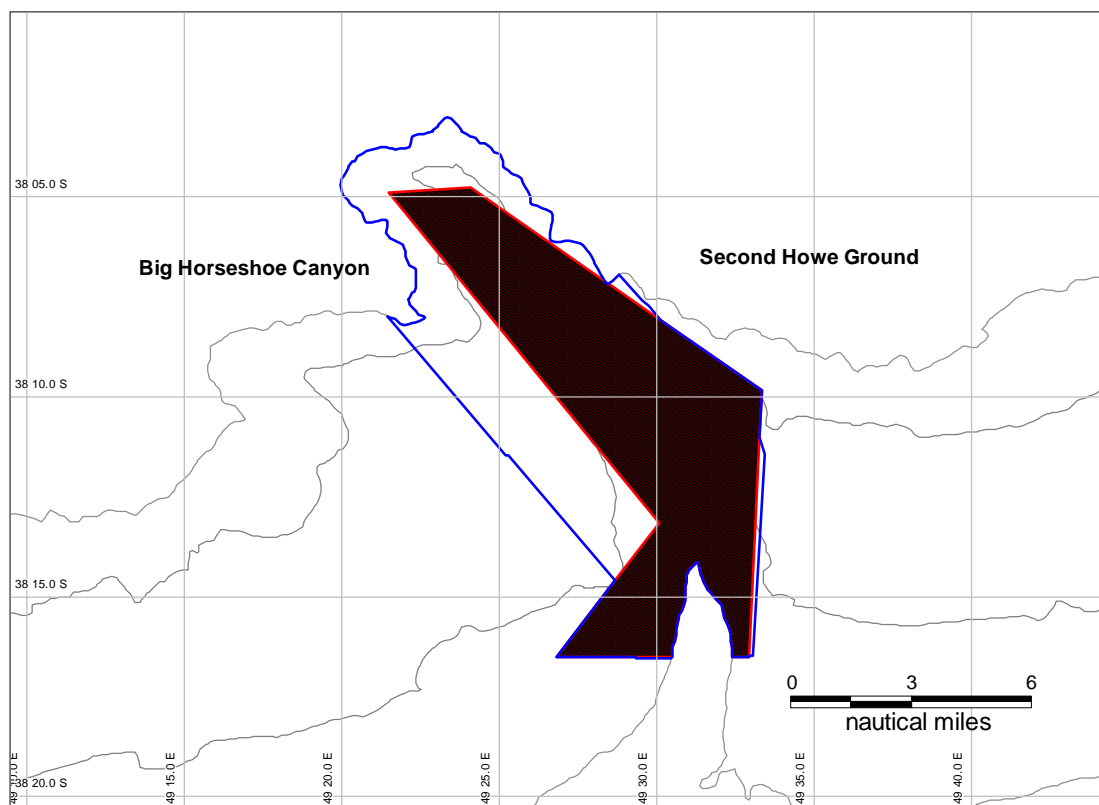 38 05.0 S
Second Howe Ground
Big Horseshoe Canyon
38 10.0 S
38 15.0 S
0 3 6
nautical miles
38 20.0 S
49 15.0 E
49 20.0 E
49 25.0 E
49 30.0 E
49 35.0 E
49 40.0 E